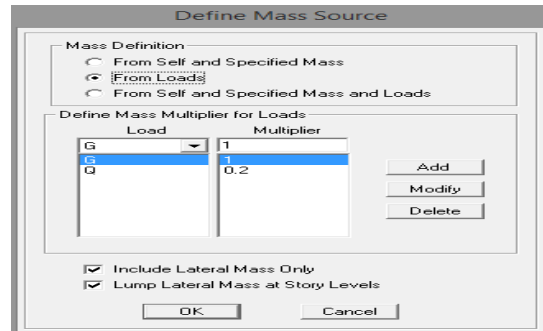 Define Mass Source
Mass Definition
From Self and Specified Mass
From Loads
From Self and Specified Mass and Loads
Define Mass Multiplier for Loads
Load Multiplier
G 1
G 1
Q 0.2
Add
Modify
Delete
Include Lateral Mass Only
Lump Lateral Mass at Story Levels
OK Cancel